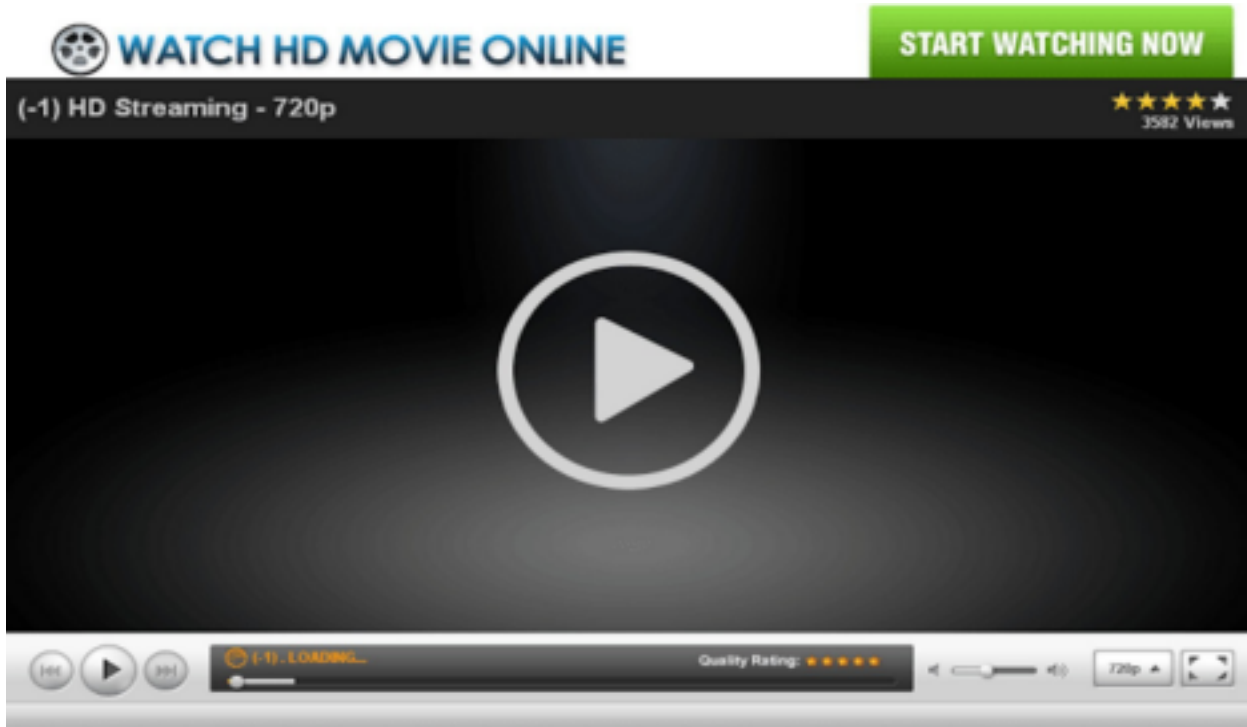 WATCH HD MOVIE ONLINE
START WATCHING NOW
(-1) HD Streaming - 720p
3582 Views
(-1) . LOADING...
Quality Rating:
720p